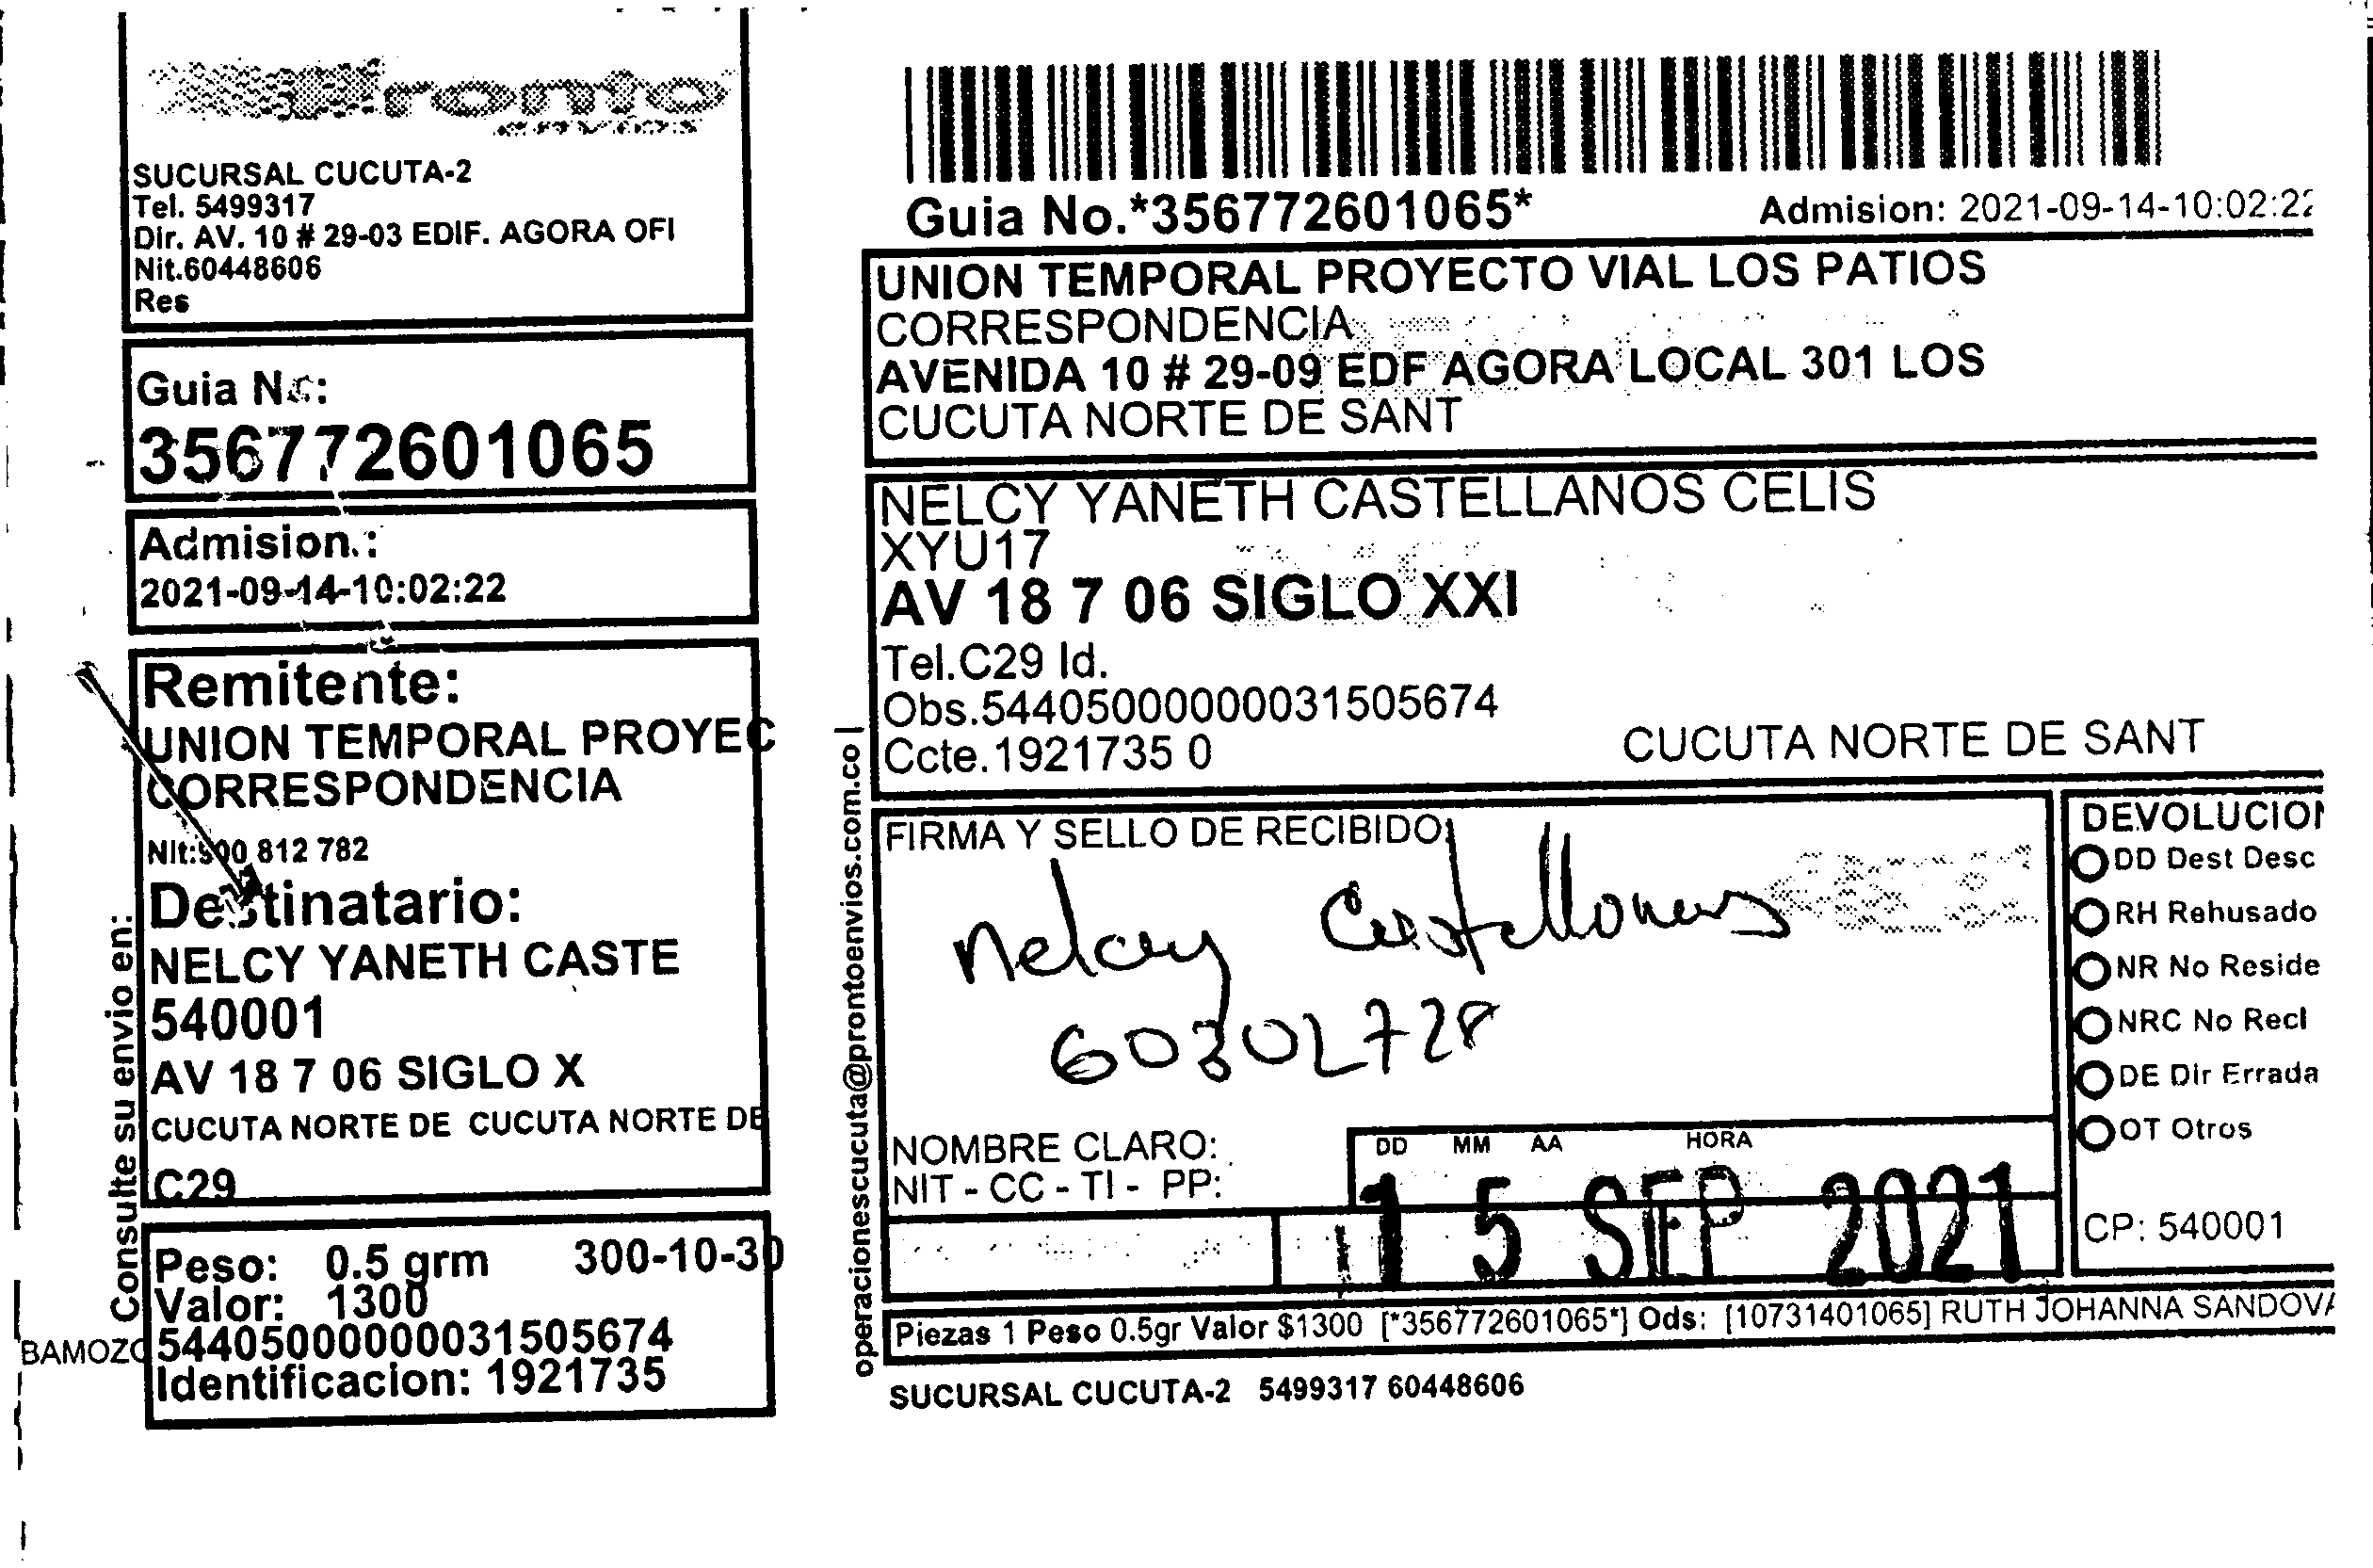 Pronto
envios
SUCURSAL CUCUTA-2
Tel. 5499317
Dir. AV. 10 # 29-03 EDIF. AGORA OFI
Nit.60448606
Res
Guia No:
356772601065
Admision.:
2021-09-14-10:02:22
Remitente:
UNION TEMPORAL PROYEC
CORRESPONDENCIA
Nit:900 812 782
Destinatario:
NELCY YANETH CASTE
540001
AV 18 7 06 SIGLO X
CUCUTA NORTE DE CUCUTA NORTE DE
C29
Peso: 0.5 grm 300-10-30
Valor: 1300
544050000000031505674
Identificacion: 1921735
BAMOZO
Consulte su envio en:
Guia No.*356772601065*
Admision: 2021-09-14-10:02:22
UNION TEMPORAL PROYECTO VIAL LOS PATIOS
CORRESPONDENCIA
AVENIDA 10 # 29-09 EDF AGORA LOCAL 301 LOS
CUCUTA NORTE DE SANT
NELCY YANETH CASTELLANOS CELIS
XYU17
AV 18 7 06 SIGLO XXI
Tel.C29 Id.
Obs.544050000000031505674
Ccte.1921735 0
CUCUTA NORTE DE SANT
operacionescucuta@prontoenvios.com.co |
FIRMA Y SELLO DE RECIBIDO:
Nelcy Castellanos
60302728
NOMBRE CLARO:
NIT - CC - TI - PP:
DD MM AA HORA
15 SEP 2021
DEVOLUCION
DD Dest Desc
RH Rehusado
NR No Reside
NRC No Recl
DE Dir Errada
OT Otros
CP: 540001
Piezas 1 Peso 0.5gr Valor $1300 [*356772601065*] Ods: [10731401065] RUTH JOHANNA SANDOVA
SUCURSAL CUCUTA-2 5499317 60448606